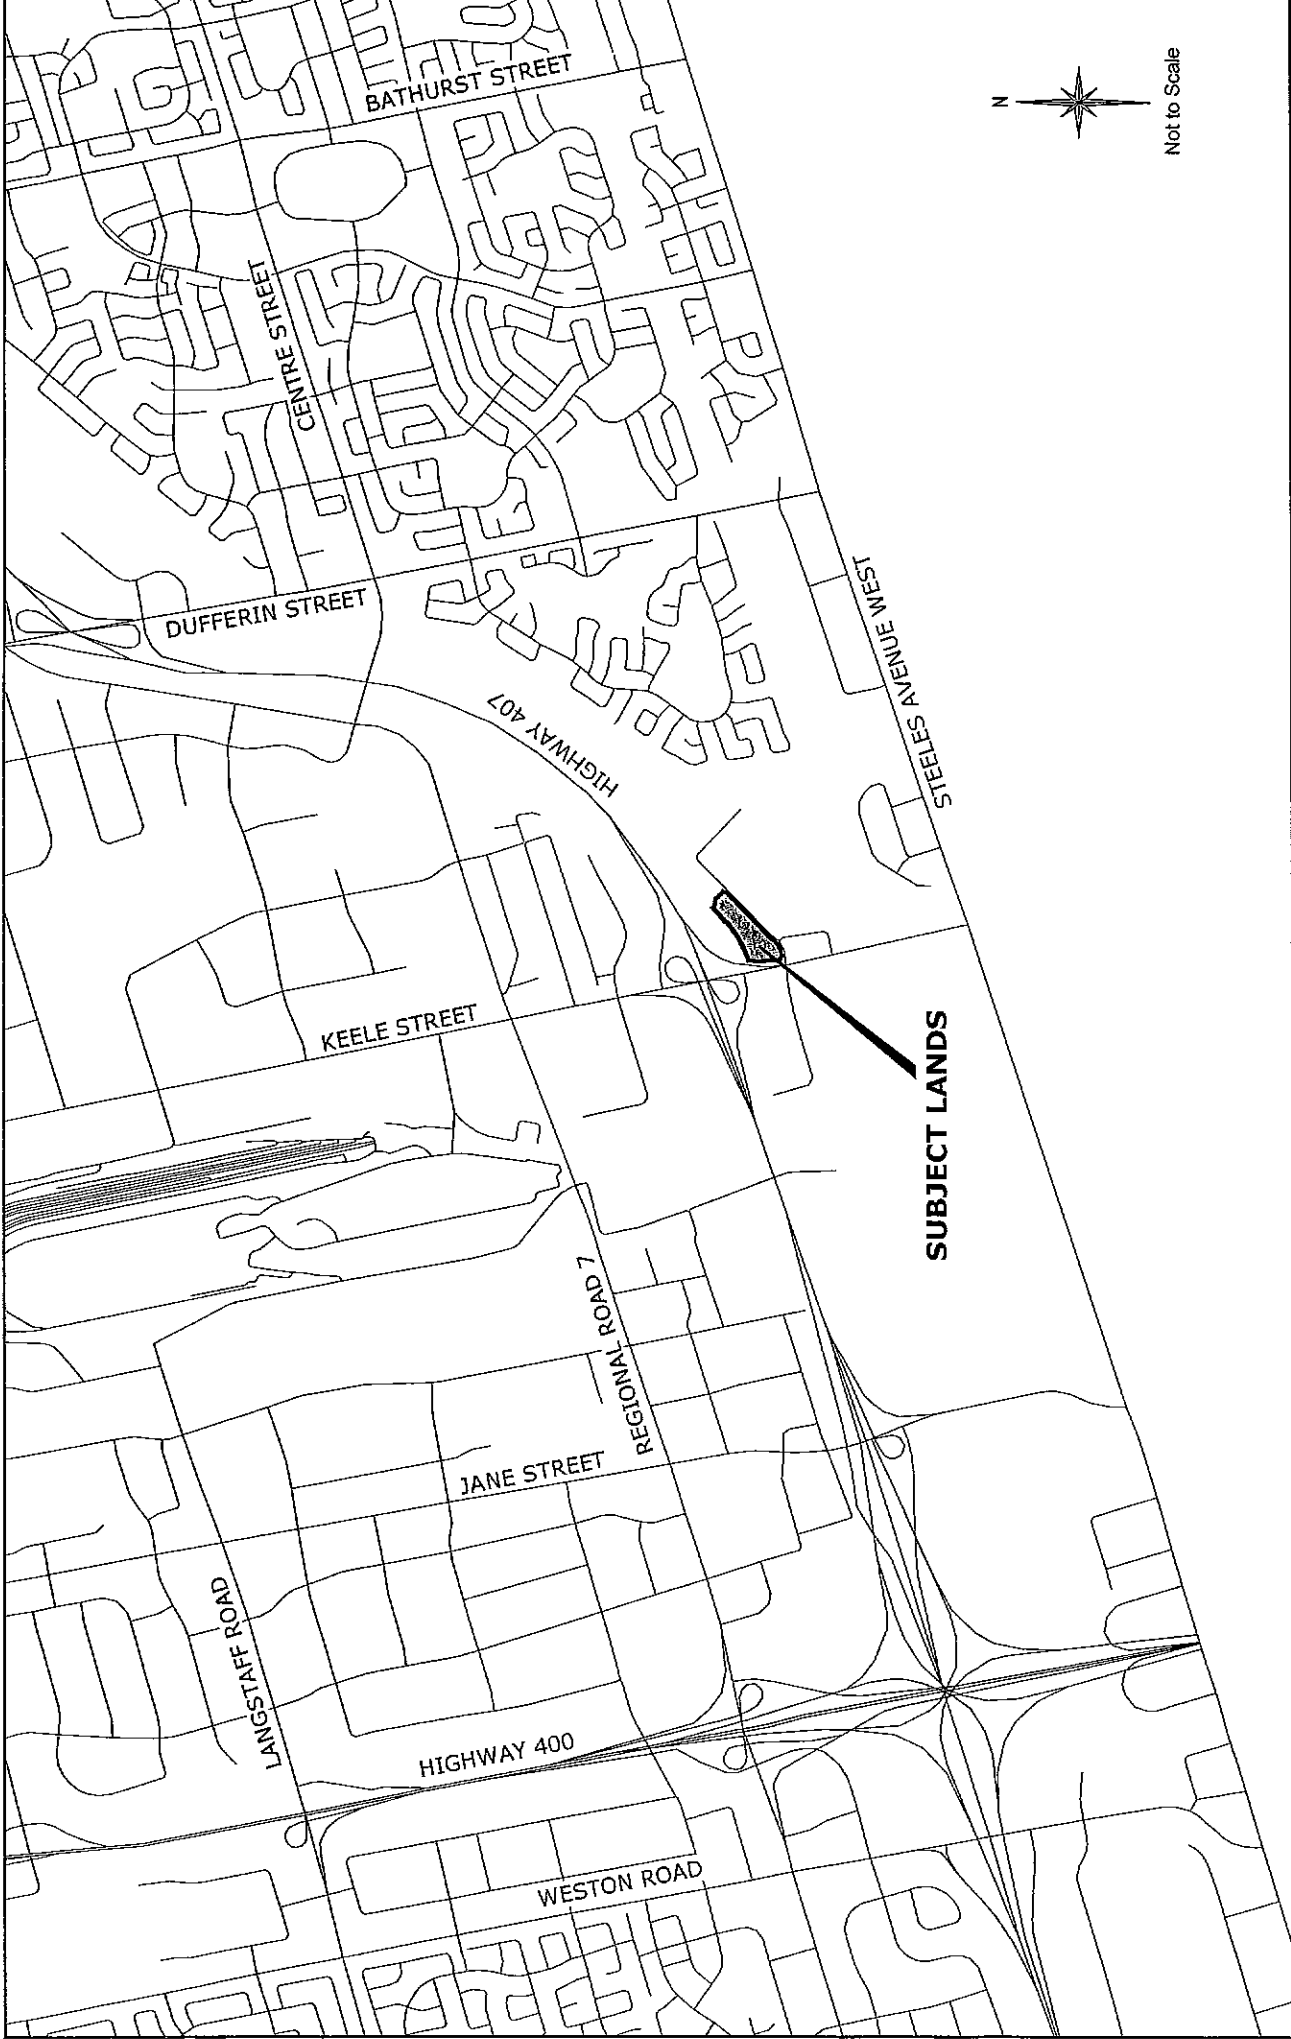 BATHURST STREET
N
Not to Scale
CENTRE STREET
DUFFERIN STREET
STEELES AVENUE WEST
HIGHWAY 407
KEELE STREET
SUBJECT LANDS
REGIONAL ROAD 7
JANE STREET
LANGSTAFF ROAD
HIGHWAY 400
WESTON ROAD